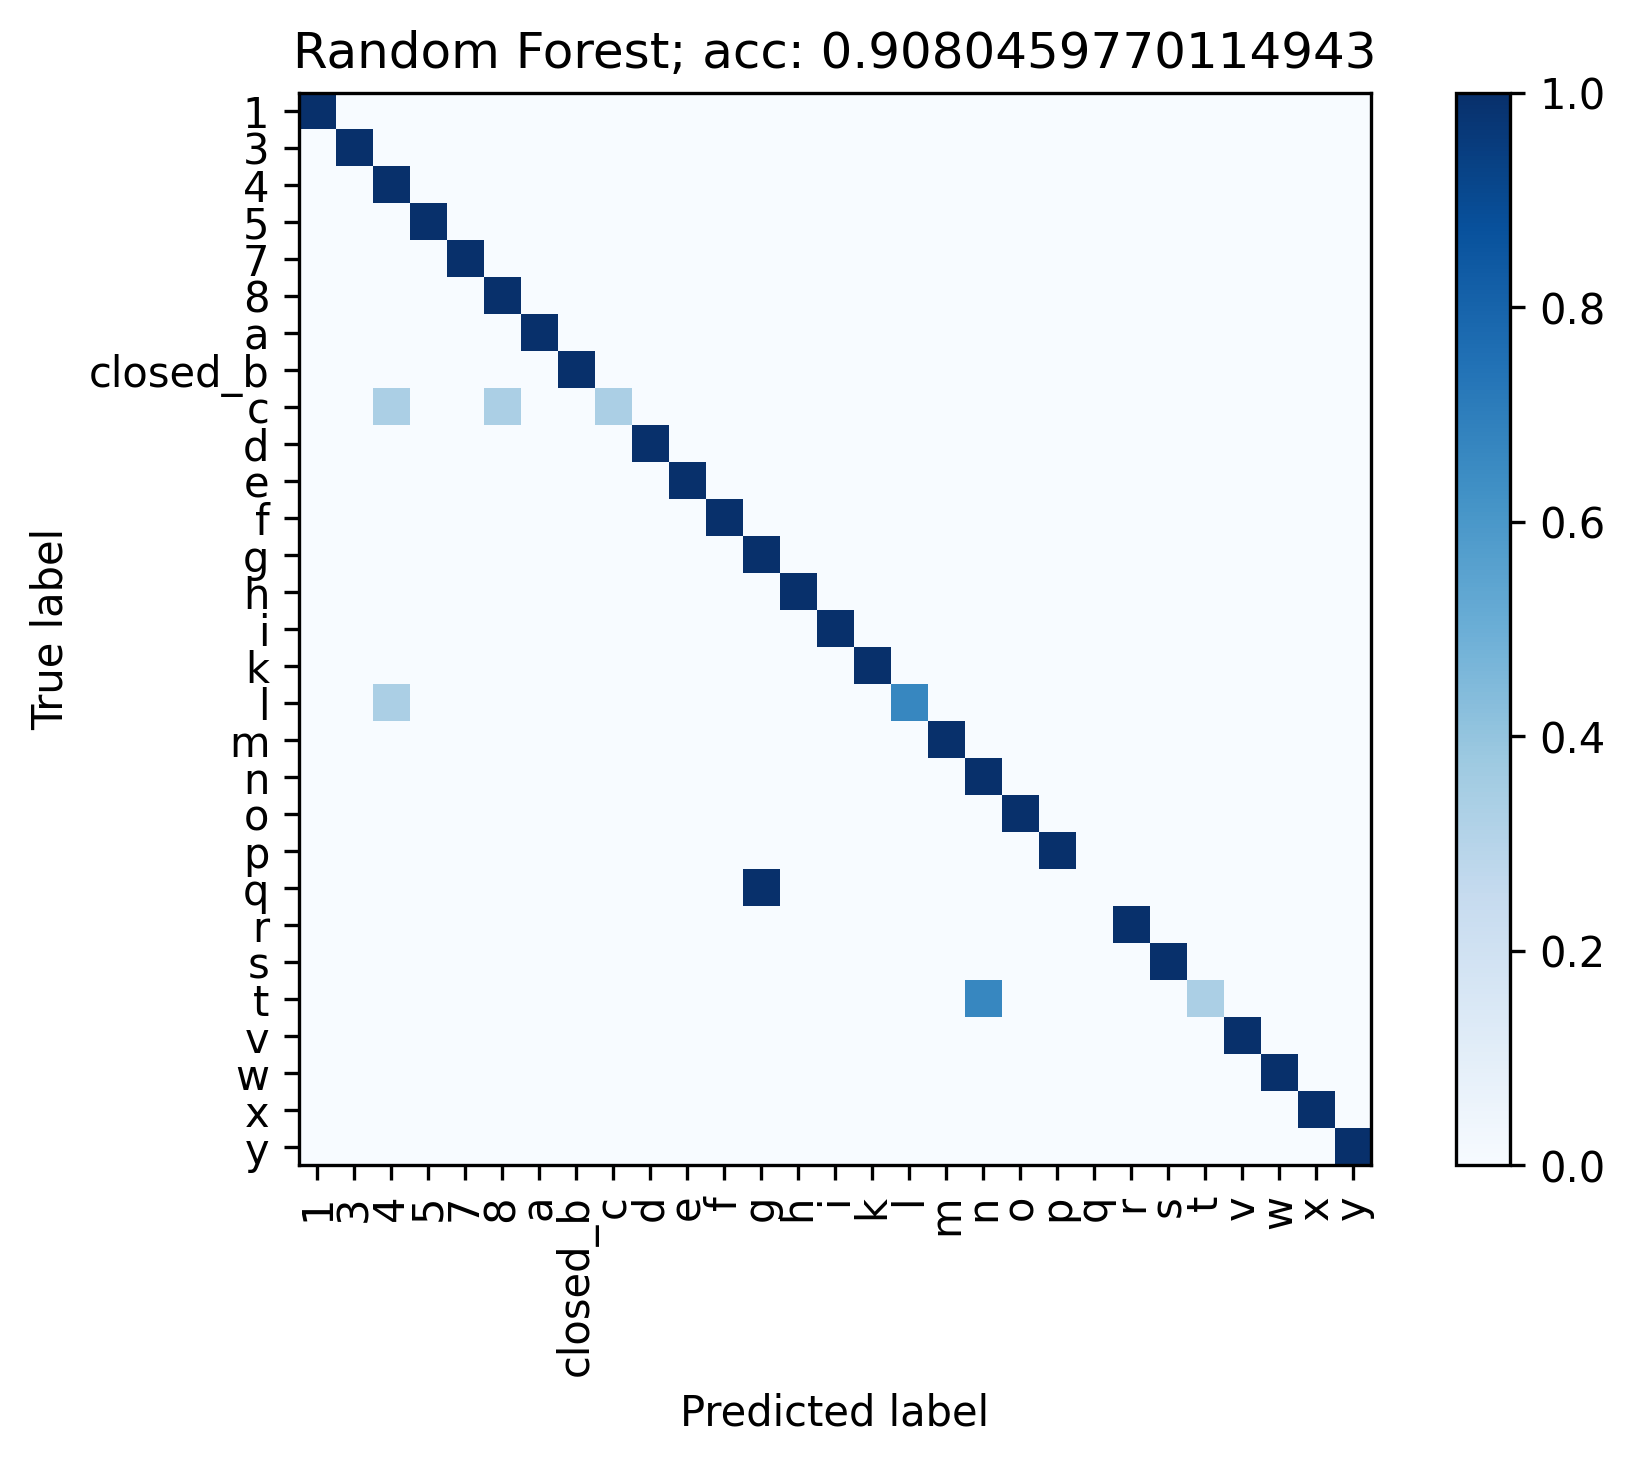 Random Forest; acc: 0.9080459770114943
True label
1
3
4
5
7
8
a
closed_b
c
d
e
f
g
h
i
k
l
m
n
o
p
q
r
s
t
v
w
x
y
1 3 4 5 7 8 a closed_b c d e f g h i k l m n o p q r s t v w x y
Predicted label
1.0
0.8
0.6
0.4
0.2
0.0